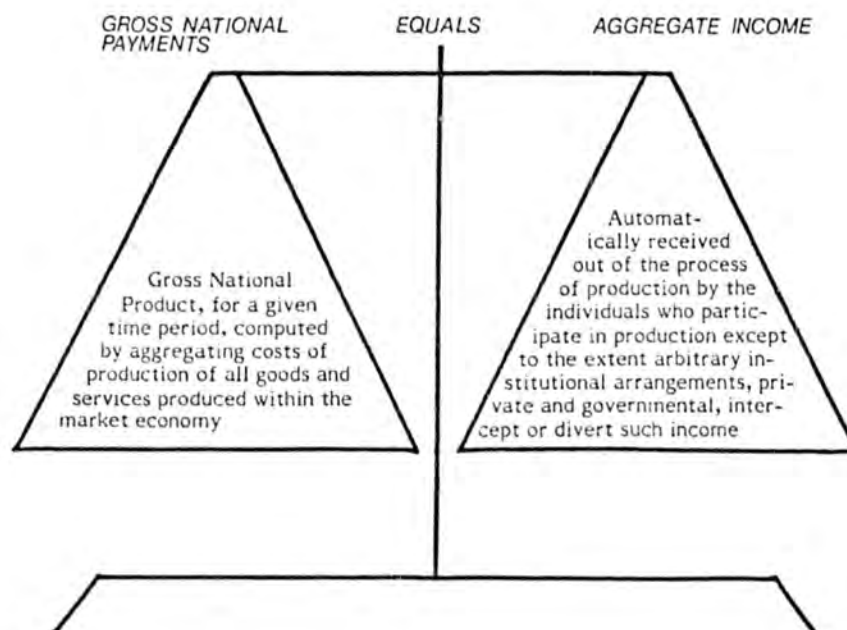 GROSS NATIONAL
PAYMENTS
EQUALS
AGGREGATE INCOME
Gross National
Product, for a given
time period, computed
by aggregating costs of
production of all goods and
services produced within the
market economy
Automat-
ically received
out of the process
of production by the
individuals who partic-
ipate in production except
to the extent arbitrary in-
stitutional arrangements, pri-
vate and governmental, inter-
cept or divert such income